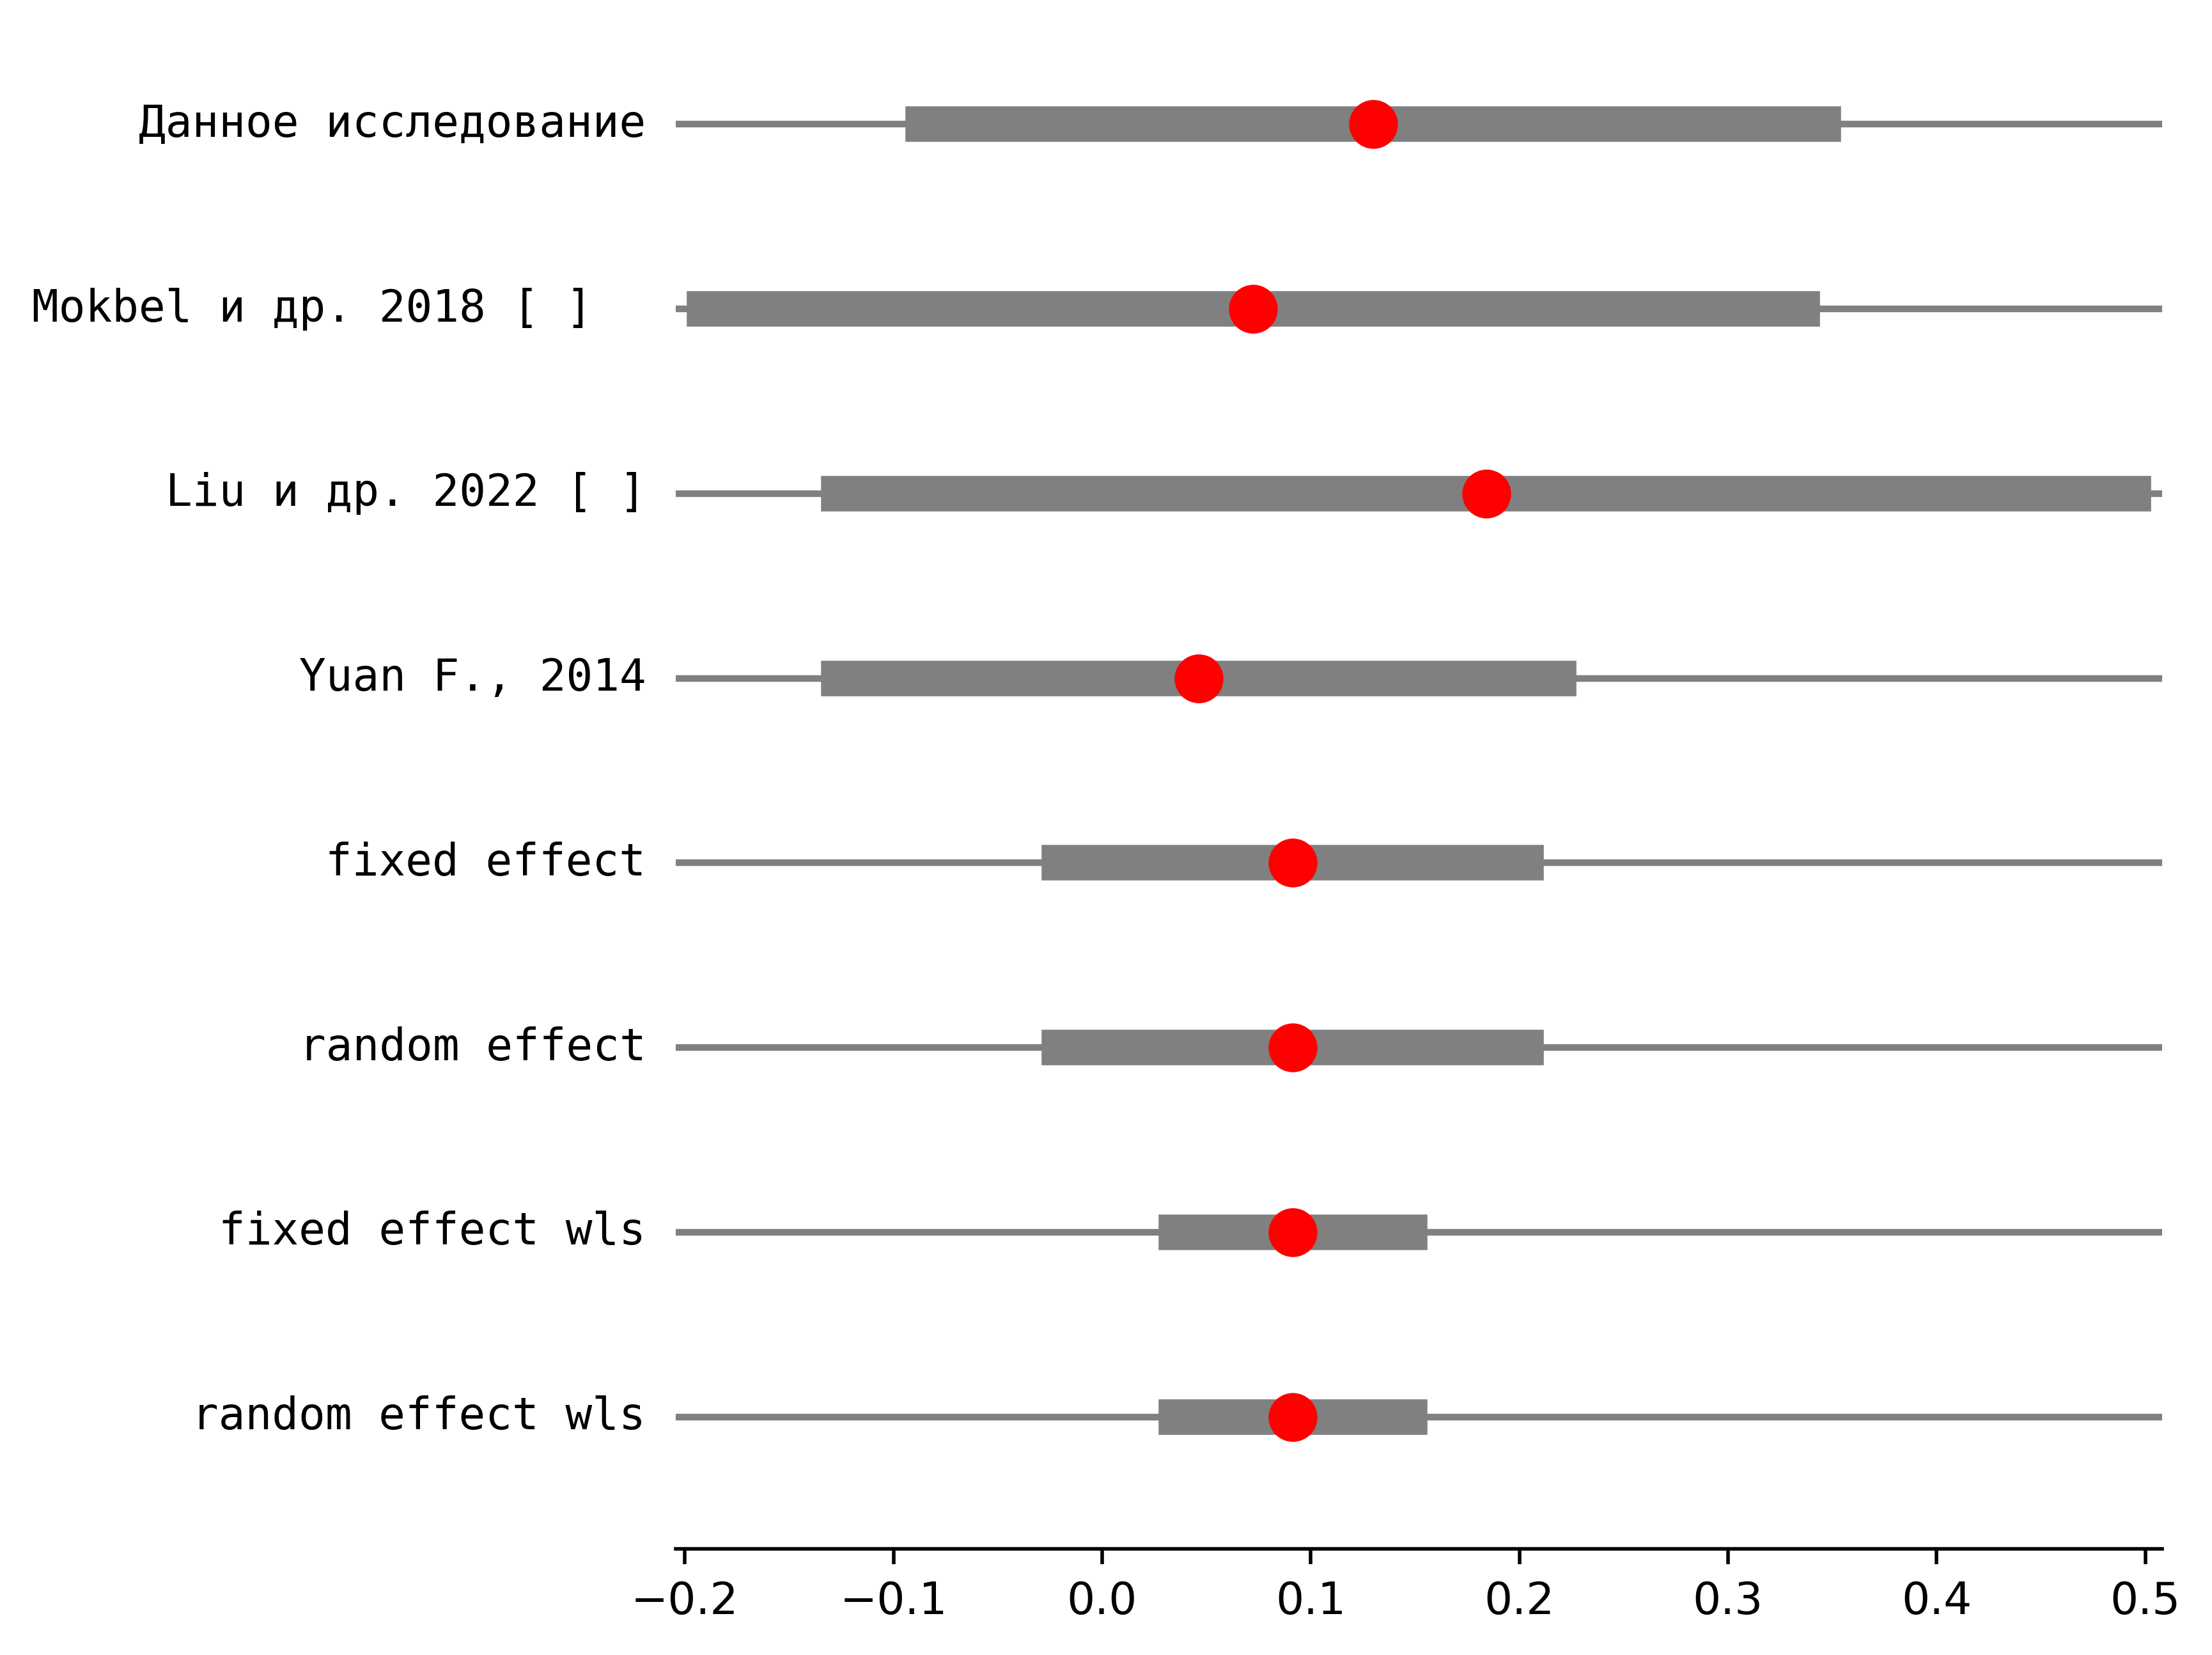 Данное исследование
Mokbel и др. 2018 [ ]
Liu и др. 2022 [ ]
Yuan F., 2014
fixed effect
random effect
fixed effect wls
random effect wls
−0.2 −0.1 0.0 0.1 0.2 0.3 0.4 0.5